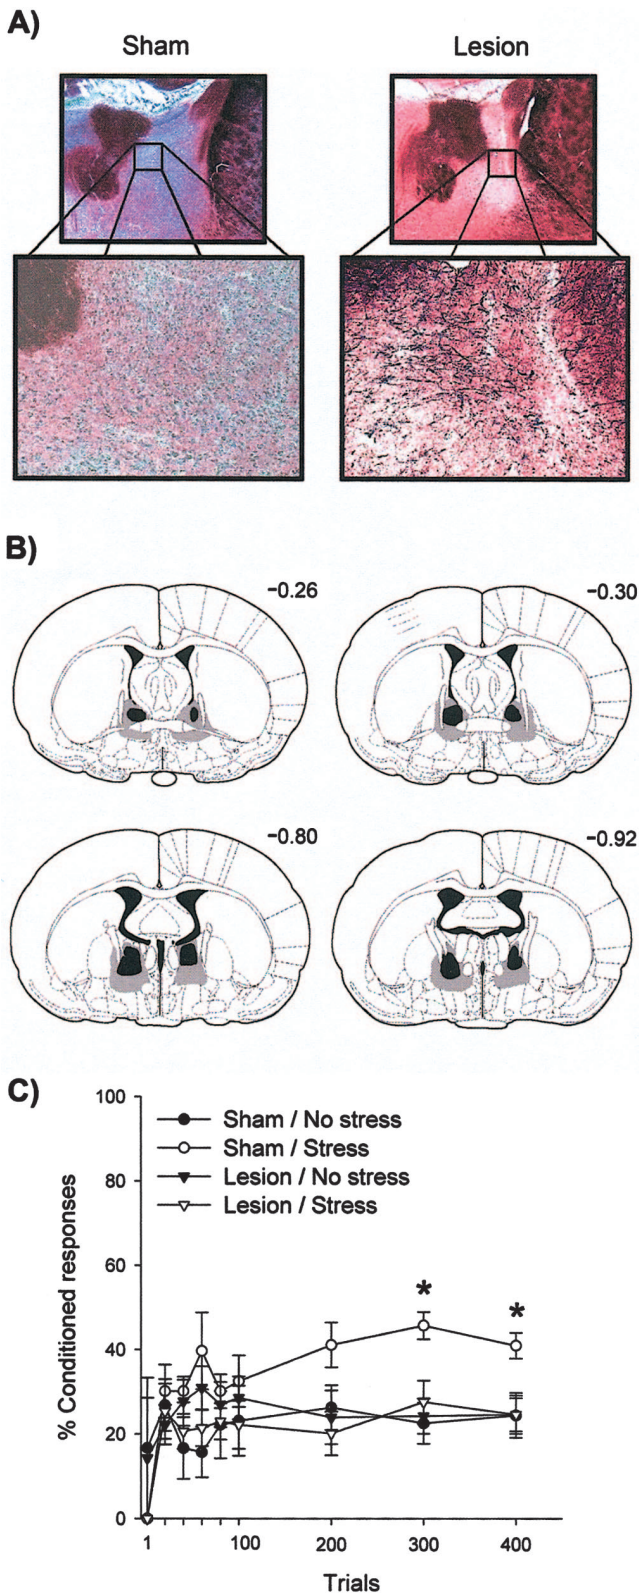 A)
Sham
Lesion
B)
−0.26
−0.30
−0.80
−0.92
C)
100
80
60
40
20
0
% Conditioned responses
Sham / No stress
Sham / Stress
Lesion / No stress
Lesion / Stress
*
*
1
100
200
300
400
Trials